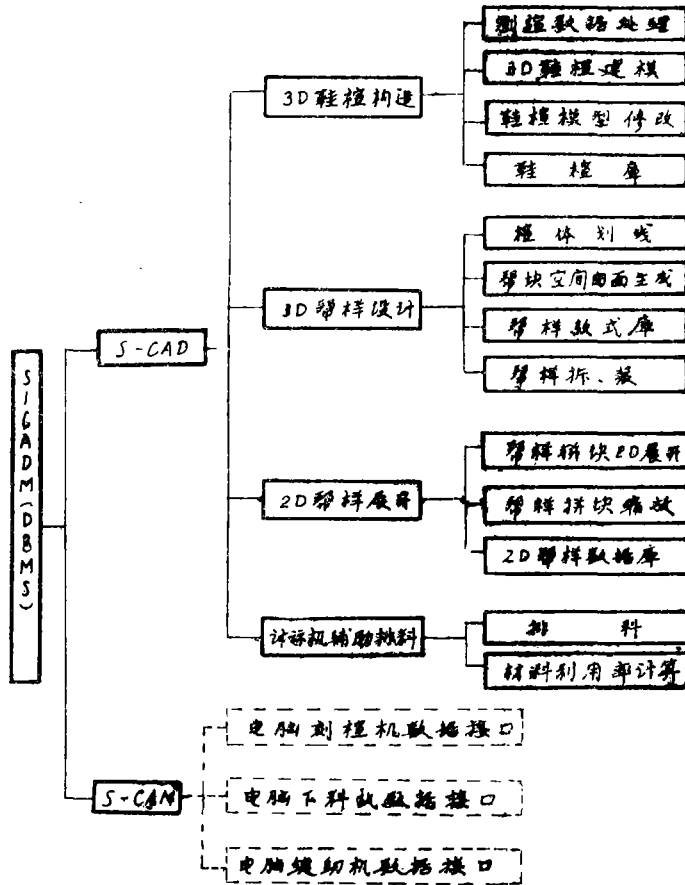 测楦数据处理
3D鞋楦建模
3D鞋楦构造
鞋楦模型修改
鞋楦库
楦体划线
帮块空间曲面生成
3D帮样设计
帮样款式库
S-CAD
帮样拆、装
SIGADM(DBMS)
帮样拼块2D展开
2D帮样展开
帮样拼块缩放
2D帮样数据库
计算机辅助排料
排料
材料利用率计算
电脑刻楦机数据接口
S-CAM
电脑下料机数据接口
电脑缝帮机数据接口